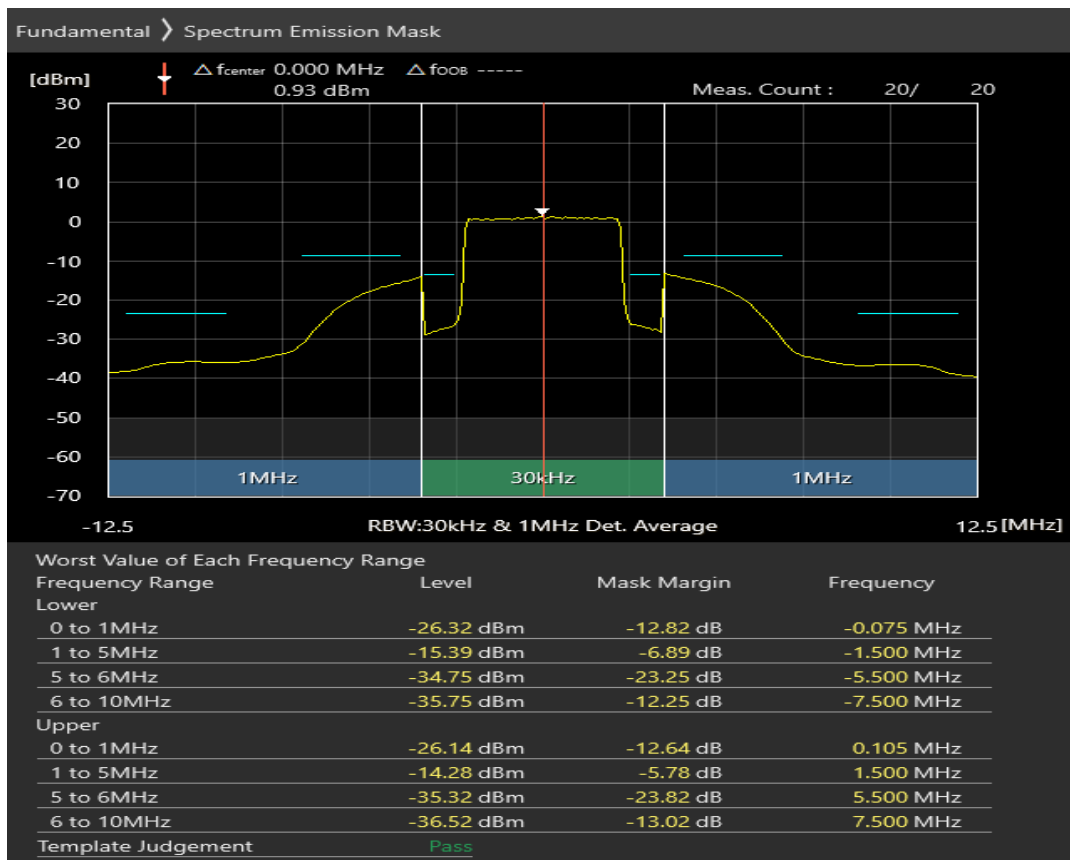 Fundamental ❯ Spectrum Emission Mask
[dBm] △ fcenter 0.000 MHz △ fOOB -----
0.93 dBm Meas. Count : 20/ 20
30
20
10
0
-10
-20
-30
-40
-50
-60
-70
1MHz 30kHz 1MHz
-12.5 RBW:30kHz & 1MHz Det. Average 12.5 [MHz]
Worst Value of Each Frequency Range
Frequency Range Level Mask Margin Frequency
Lower
0 to 1MHz -26.32 dBm -12.82 dB -0.075 MHz
1 to 5MHz -15.39 dBm -6.89 dB -1.500 MHz
5 to 6MHz -34.75 dBm -23.25 dB -5.500 MHz
6 to 10MHz -35.75 dBm -12.25 dB -7.500 MHz
Upper
0 to 1MHz -26.14 dBm -12.64 dB 0.105 MHz
1 to 5MHz -14.28 dBm -5.78 dB 1.500 MHz
5 to 6MHz -35.32 dBm -23.82 dB 5.500 MHz
6 to 10MHz -36.52 dBm -13.02 dB 7.500 MHz
Template Judgement Pass